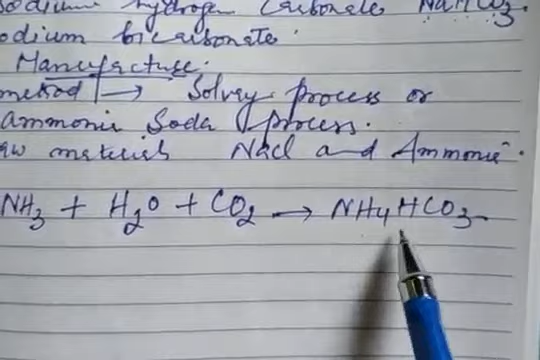 Sodium hydrogen Carbonate NaHCO3.
Sodium bicarbonate
Manufacture:
method → Solvay process or
Ammonia Soda process.
Raw materials NaCl and Ammonia.
NH3 + H2O + CO2 → NH4HCO3